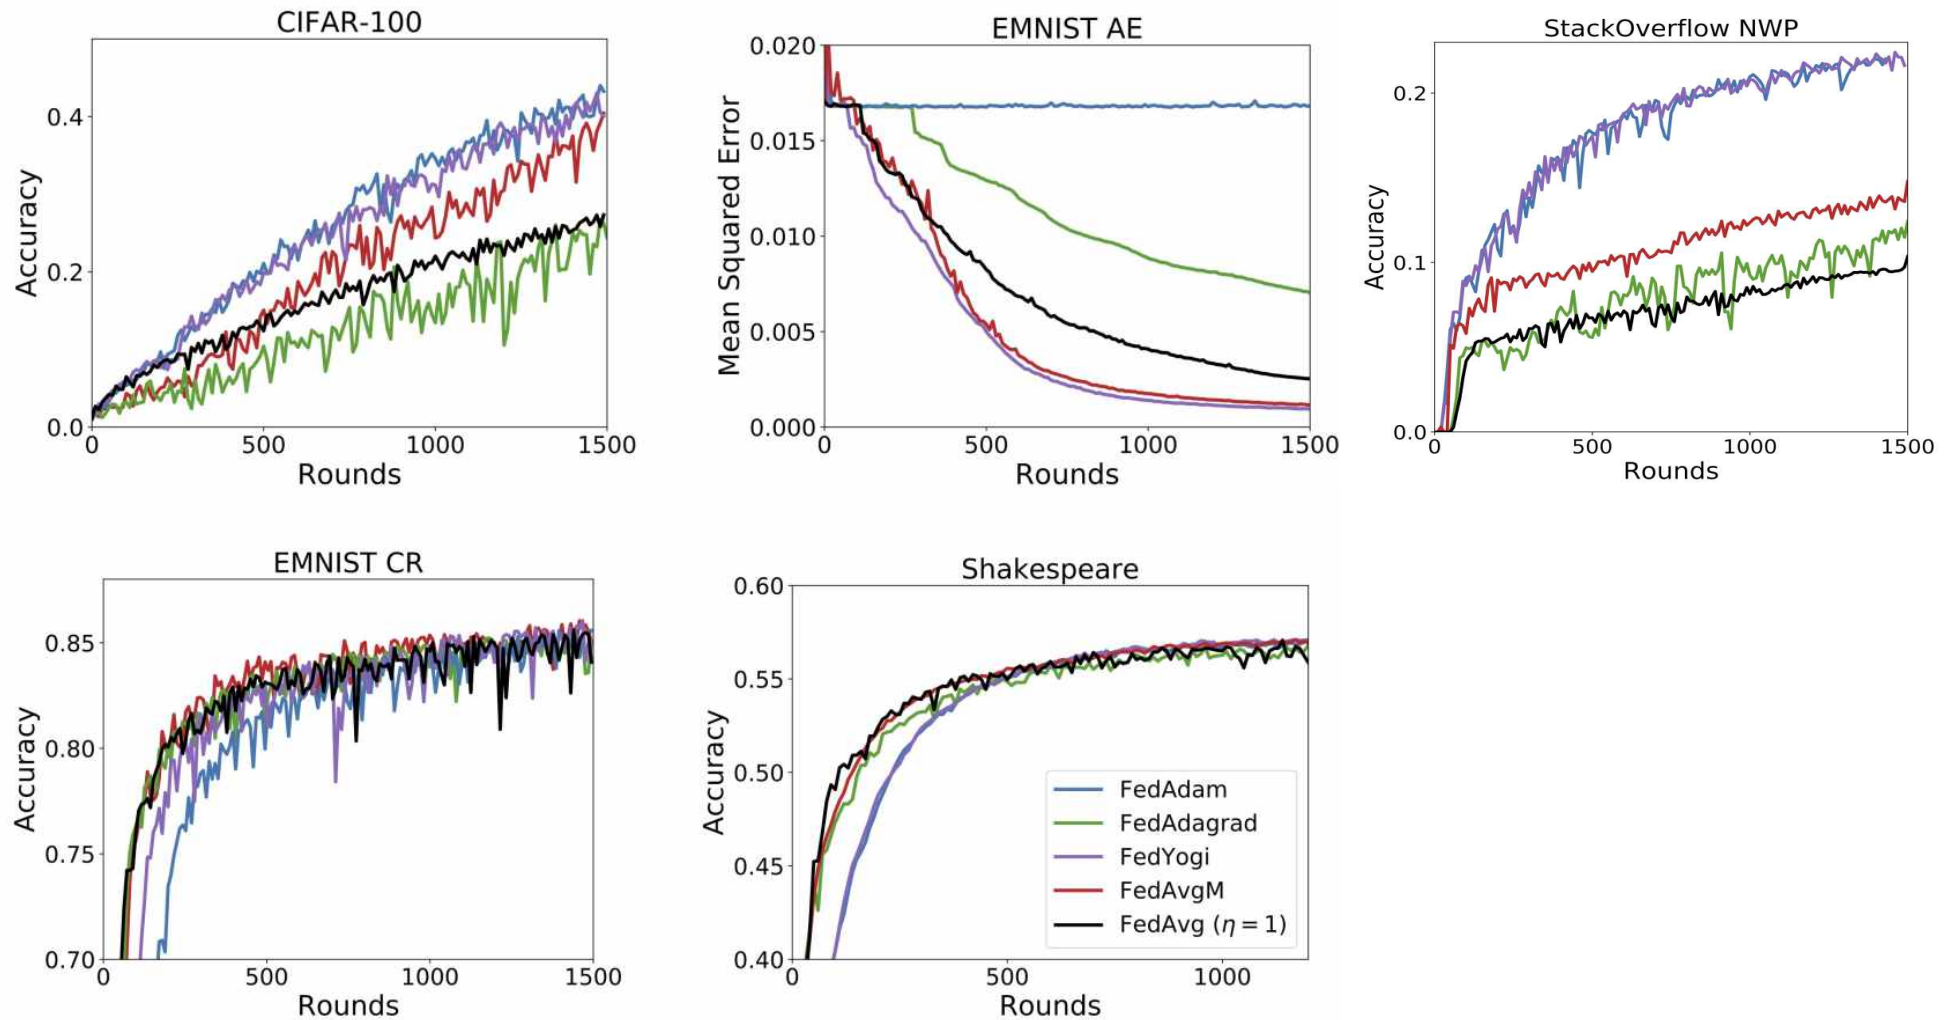 CIFAR-100
0.4
0.2
0.0
0 500 1000 1500
Accuracy
Rounds
EMNIST AE
0.020
0.015
0.010
0.005
0.000
0 500 1000 1500
Mean Squared Error
Rounds
StackOverflow NWP
0.2
0.1
0.0
0 500 1000 1500
Accuracy
Rounds
EMNIST CR
0.85
0.80
0.75
0.70
0 500 1000 1500
Accuracy
Rounds
Shakespeare
0.60
0.55
0.50
0.45
0.40
0 500 1000
Accuracy
Rounds
FedAdam
FedAdagrad
FedYogi
FedAvgM
FedAvg (η = 1)